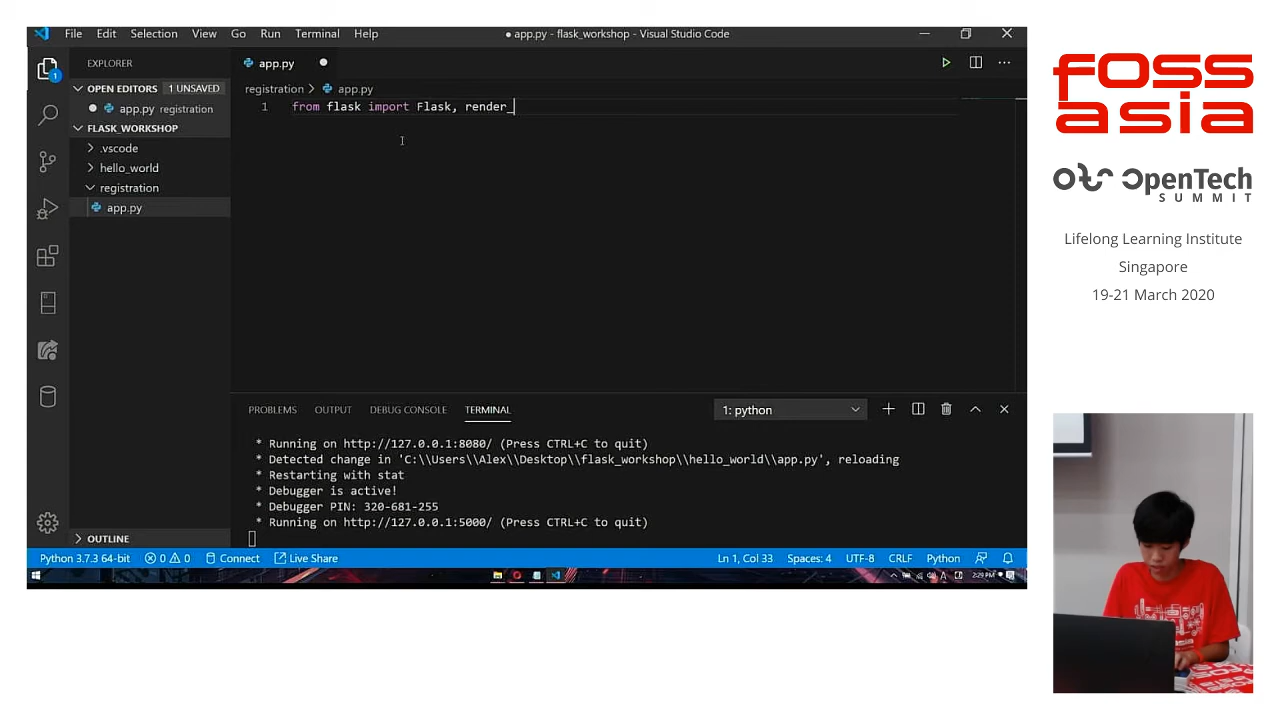 File Edit Selection View Go Run Terminal Help
● app.py - flask_workshop - Visual Studio Code
EXPLORER
app.py
OPEN EDITORS 1 UNSAVED
registration > app.py
app.py registration
1 from flask import Flask, render_
FLASK_WORKSHOP
.vscode
hello_world
registration
app.py
PROBLEMS OUTPUT DEBUG CONSOLE TERMINAL 1: python
* Running on http://127.0.0.1:8080/ (Press CTRL+C to quit)
* Detected change in 'C:\\Users\\Alex\\Desktop\\flask_workshop\\hello_world\\app.py', reloading
* Restarting with stat
* Debugger is active!
* Debugger PIN: 320-681-255
* Running on http://127.0.0.1:5000/ (Press CTRL+C to quit)
OUTLINE
Python 3.7.3 64-bit 0 0 Connect Live Share Ln 1, Col 33 Spaces: 4 UTF-8 CRLF Python
2:29 PM
FOSS
asia
OpenTech
SUMMIT
Lifelong Learning Institute
Singapore
19-21 March 2020